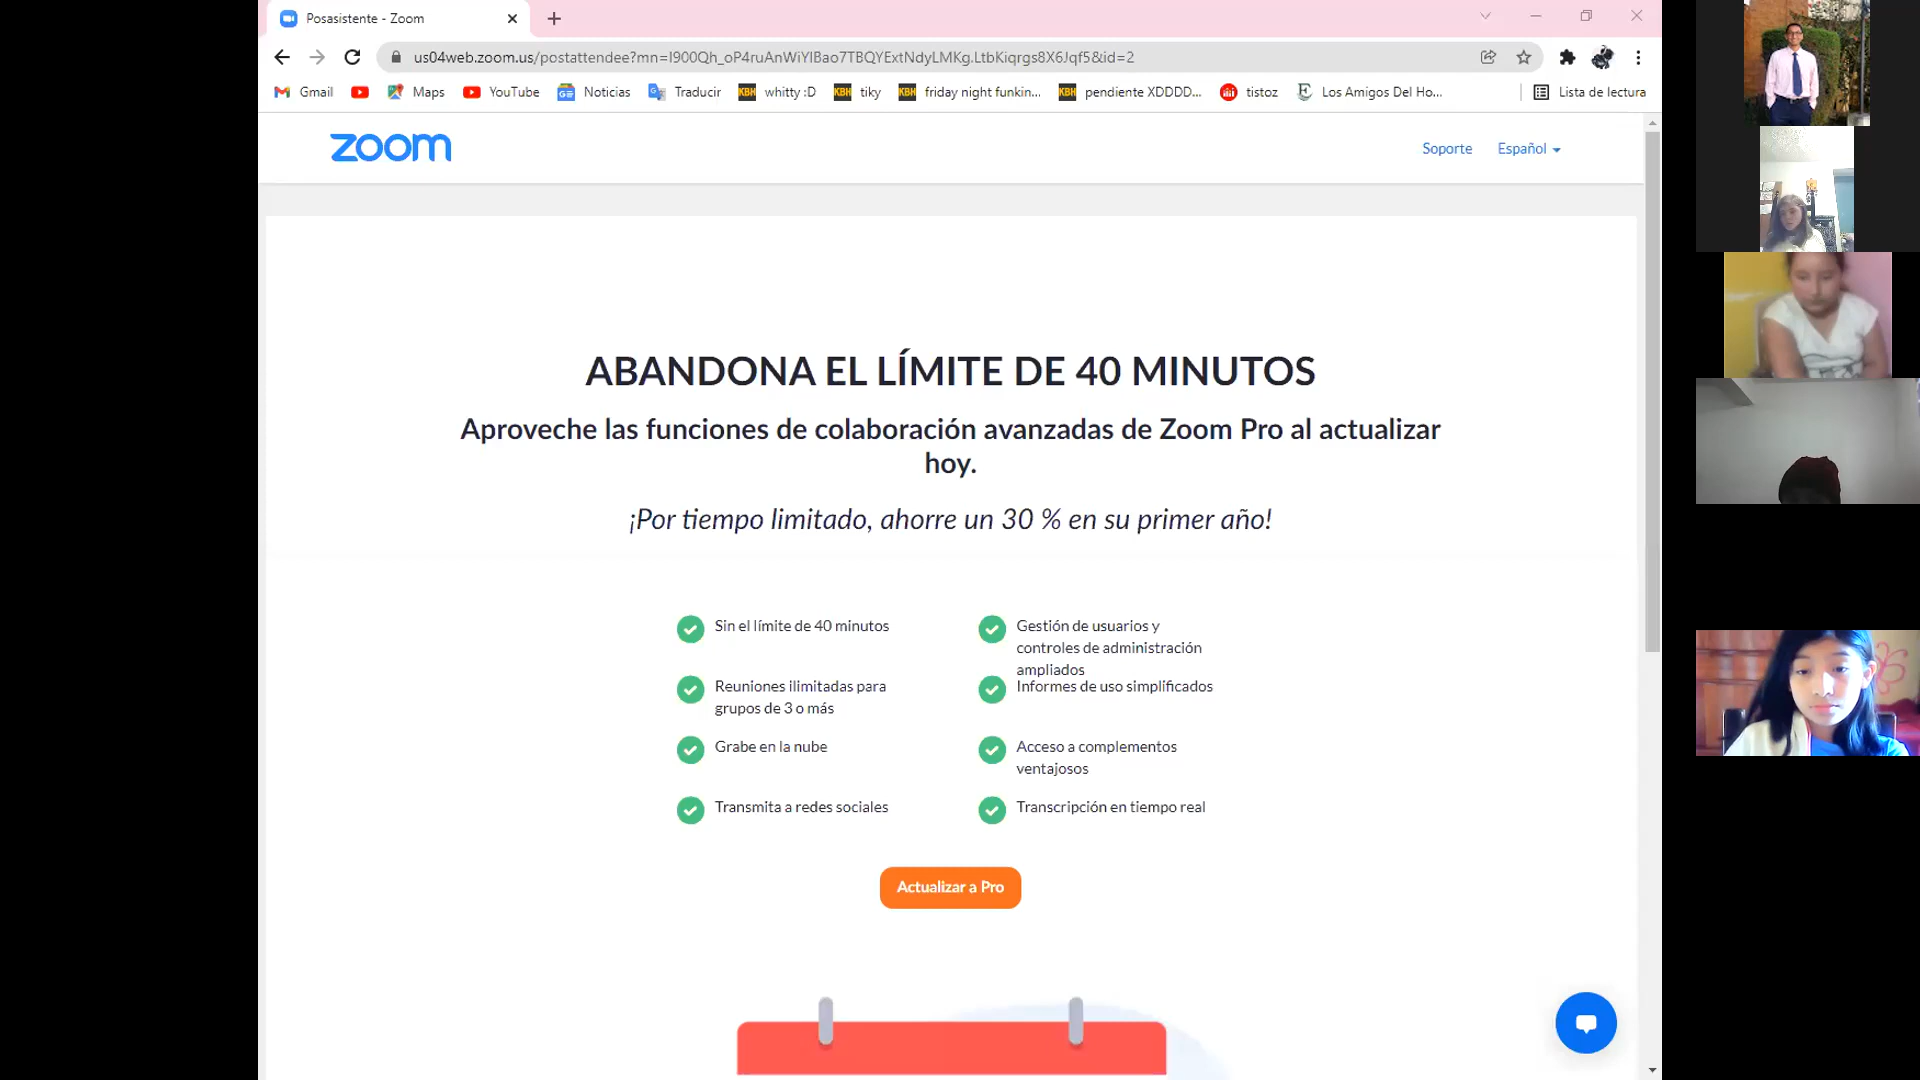 Posasistente - Zoom
us04web.zoom.us/postattendee?mn=I900Qh_oP4ruAnWiYlBao7TBQYExtNdyLMKg.LtbKiqrgs8X6Jqf5&id=2
Gmail Maps YouTube Noticias Traducir whitty :D tiky friday night funkin... pendiente XDDDD... tistoz Los Amigos Del Ho... Lista de lectura
zoom
Soporte Español
ABANDONA EL LÍMITE DE 40 MINUTOS
Aproveche las funciones de colaboración avanzadas de Zoom Pro al actualizar
hoy.
¡Por tiempo limitado, ahorre un 30 % en su primer año!
Sin el límite de 40 minutos
Reuniones ilimitadas para
grupos de 3 o más
Grabe en la nube
Transmita a redes sociales
Gestión de usuarios y
controles de administración
ampliados
Informes de uso simplificados
Acceso a complementos
ventajosos
Transcripción en tiempo real
Actualizar a Pro